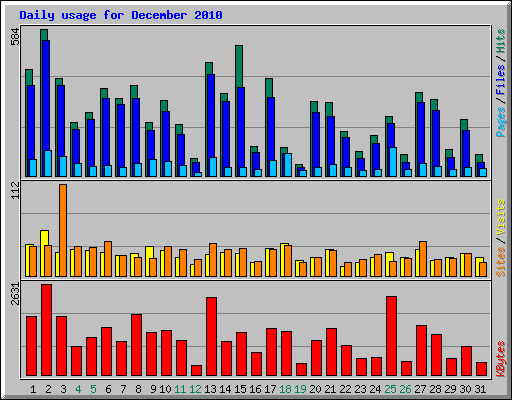 Daily usage for December 2010
584
Pages / Files / Hits
112
Sites / Visits
2631
KBytes
1 2 3 4 5 6 7 8 9 10 11 12 13 14 15 16 17 18 19 20 21 22 23 24 25 26 27 28 29 30 31